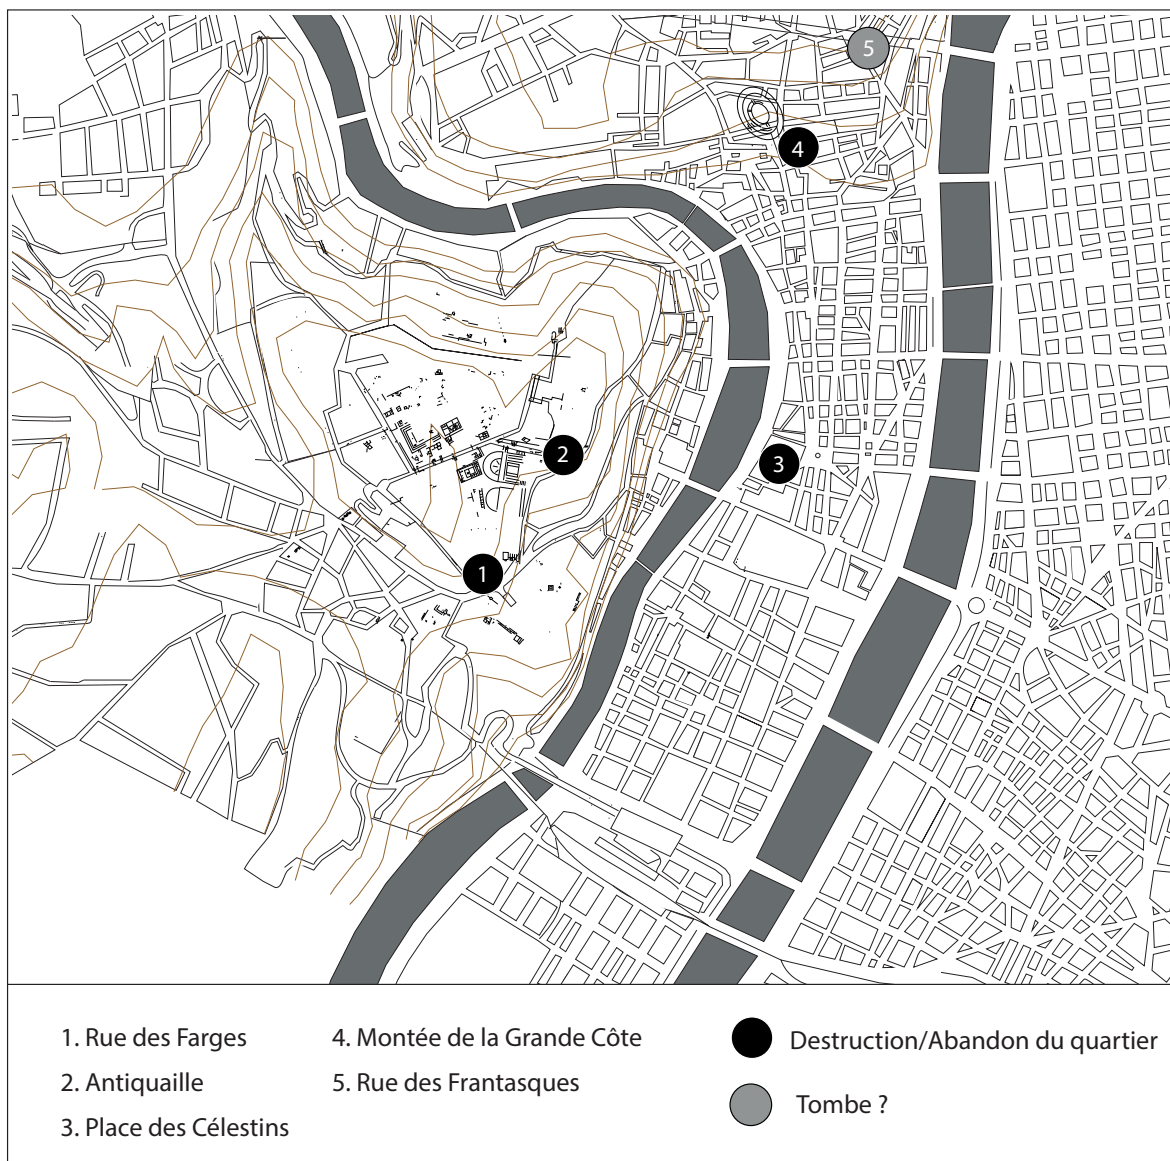 5
4
2
3
1
1. Rue des Farges
2. Antiquaille
3. Place des Célestins
4. Montée de la Grande Côte
5. Rue des Frantasques
Destruction/Abandon du quartier
Tombe ?